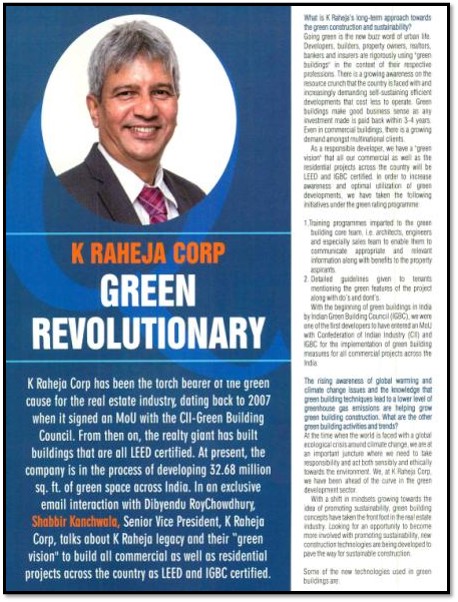 K RAHEJA CORP
GREEN
REVOLUTIONARY
K Raheja Corp has been the torch bearer of the green
cause for the real estate industry, dating back to 2007
when it signed an MoU with the CII-Green Building
Council. From then on, the realty giant has built
buildings that are all LEED certified. At present, the
company is in the process of developing 32.68 million
sq. ft. of green space across India. In an exclusive
email interaction with Dibyendu RoyChowdhury,
Shabbir Kanchwala, Senior Vice President, K Raheja
Corp, talks about K Raheja legacy and their "green
vision" to build all commercial as well as residential
projects across the country as LEED and IGBC certified.
What is K Raheja's long-term approach towards
the green construction and sustainability?
Going green is the new buzz word of urban life.
Developers, builders, property owners, realtors,
bankers and insurers are rigorously using "green
buildings" in the context of their respective
professions. There is a growing awareness on the
resource crunch that the country is faced with and
increasingly demanding self-sustaining efficient
developments that cost less to operate. Green
buildings make good business sense as any
investment made is paid back within 3-4 years.
Even in commercial buildings, there is a growing
demand amongst multinational clients.
As a responsible developer, we have a "green
vision" that all our commercial as well as the
residential projects across the country will be
LEED and IGBC certified. In order to increase
awareness and optimal utilization of green
developments, we have taken the following
initiatives under the green rating programme:
1. Training programmes imparted to the green
building core team, i.e. architects, engineers
and especially sales team to enable them to
communicate appropriate and relevant
information along with benefits to the property
aspirants.
2. Detailed guidelines given to tenants
mentioning the green features of the project
along with do's and dont's.
With the beginning of green buildings in India
by Indian Green Building Council (IGBC), we were
one of the first developers to have entered an MoU
with Confederation of Indian Industry (CII) and
IGBC for the implementation of green building
measures for all commercial projects across the
India.
The rising awareness of global warming and
climate change issues and the knowledge that
green building techniques lead to a lower level of
greenhouse gas emissions are helping grow
green building construction. What are the other
green building activities and trends?
At the time when the world is faced with a global
ecological crisis around climate change, we are at
an important juncture where we need to take
responsibility and act both sensibly and ethically
towards the environment. We, at K Raheja Corp,
we have been ahead of the curve in the green
development sector.
With a shift in mindsets growing towards the
idea of promoting sustainability, green building
concepts have taken the front foot in the real estate
industry. Looking for an opportunity to become
more involved with promoting sustainability, new
construction technologies are being developed to
pave the way for sustainable construction.
Some of the new technologies used in green
buildings are: